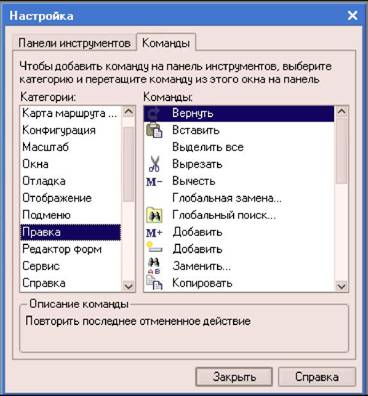 Настройка
Панели инструментов Команды
Чтобы добавить команду на панель инструментов, выберите
категорию и перетащите команду из этого окна на панель
Категории: Команды:
Карта маршрута ... Вернуть
Конфигурация Вставить
Масштаб Выделить все
Окна Вырезать
Отладка M- Вычесть
Отображение Глобальная замена...
Подменю Глобальный поиск...
Правка M+ Добавить
Редактор форм Добавить
Сервис Заменить...
Справка Копировать
Описание команды
Повторить последнее отмененное действие
Закрыть Справка